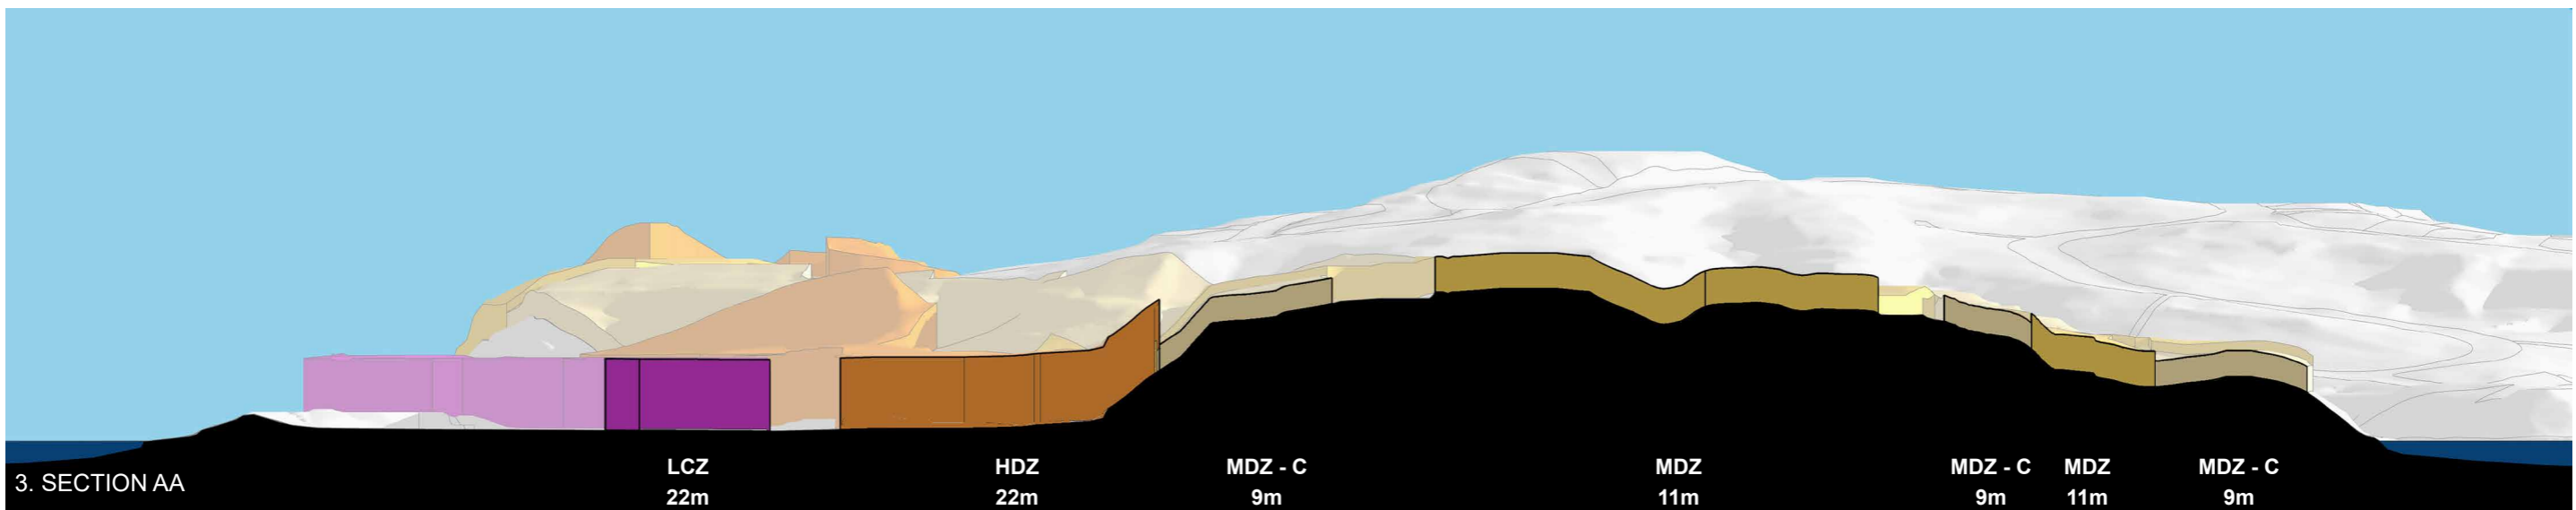 LCZ HDZ MDZ - C MDZ MDZ - C MDZ MDZ - C
3. SECTION AA
22m 22m 9m 11m 9m 11m 9m